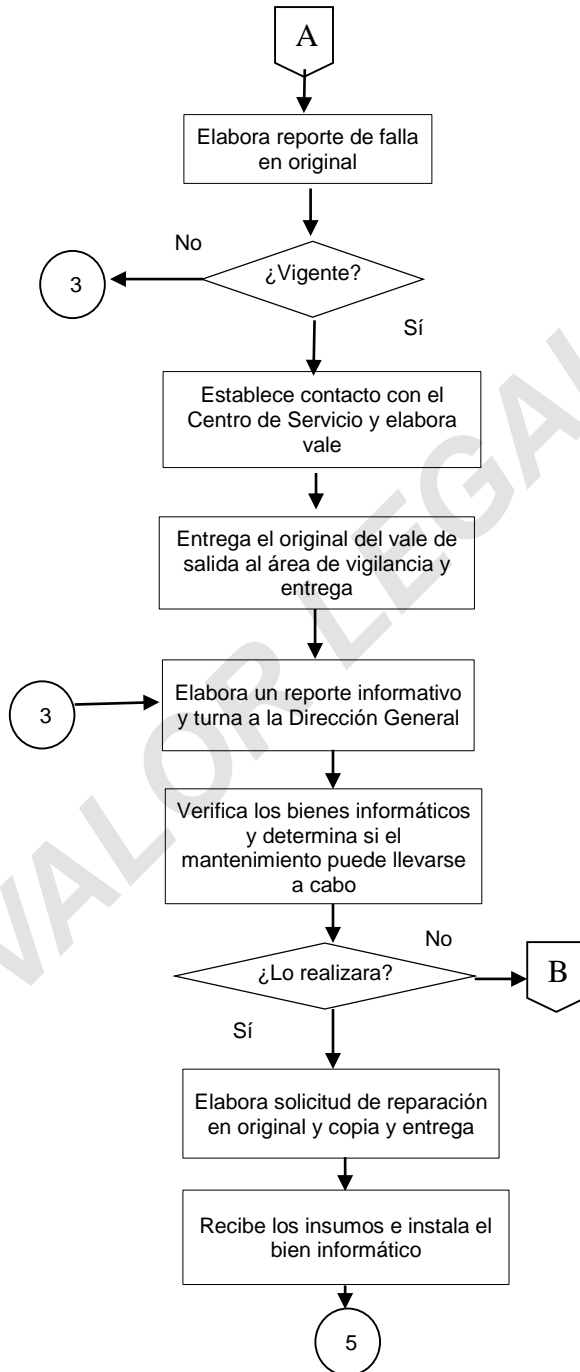 A
Elabora reporte de falla
en original
No
¿Vigente?
3
Sí
Establece contacto con el
Centro de Servicio y elabora
vale
Entrega el original del vale de
salida al área de vigilancia y
entrega
Elabora un reporte informativo
y turna a la Dirección General
3
Verifica los bienes informáticos
y determina si el
mantenimiento puede llevarse
a cabo
No
¿Lo realizara?
B
Sí
Elabora solicitud de reparación
en original y copia y entrega
Recibe los insumos e instala el
bien informático
5
VALOR LEGAL